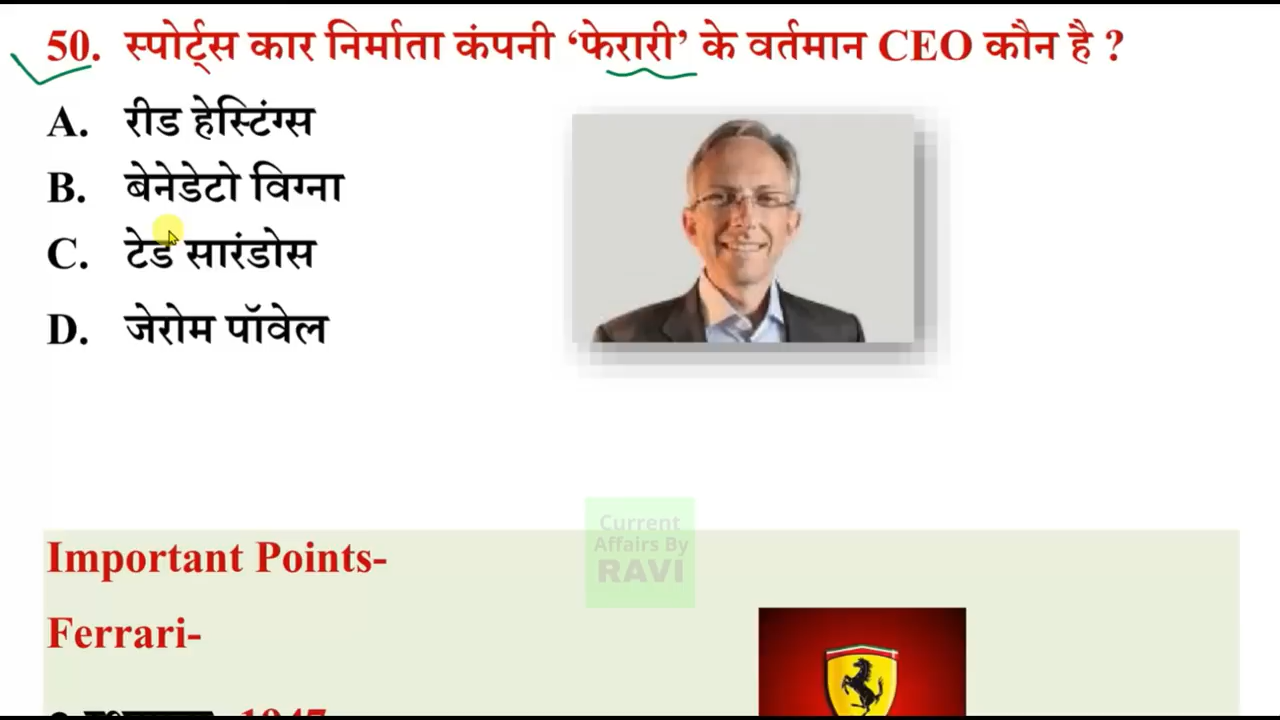 50. स्पोर्ट्स कार निर्माता कंपनी ‘फेरारी’ के वर्तमान CEO कौन है ?
A. रीड हेस्टिंग्स
B. बेनेडेटो विग्ना
C. टेड सारंडोस
D. जेरोम पॉवेल
Current
Affairs By
RAVI
Important Points-
Ferrari-